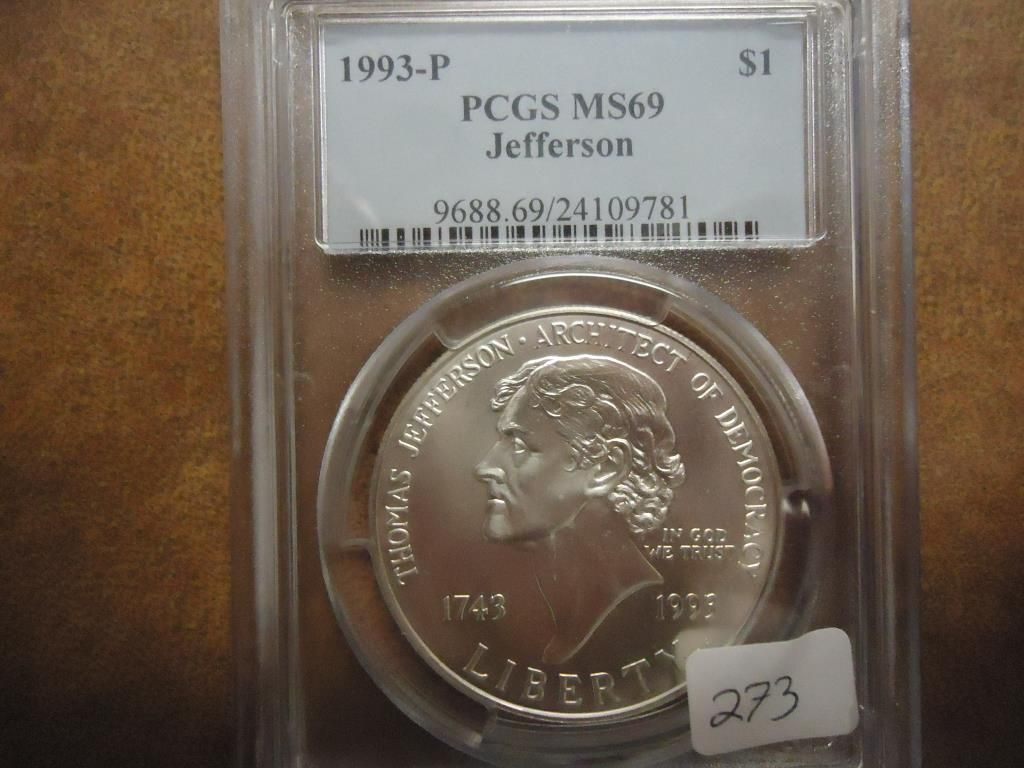 1993-P $1
PCGS MS69
Jefferson
9688.69/24109781
THOMAS JEFFERSON · ARCHITECT OF DEMOCRACY
IN GOD
WE TRUST
1743 1993
LIBERTY
273